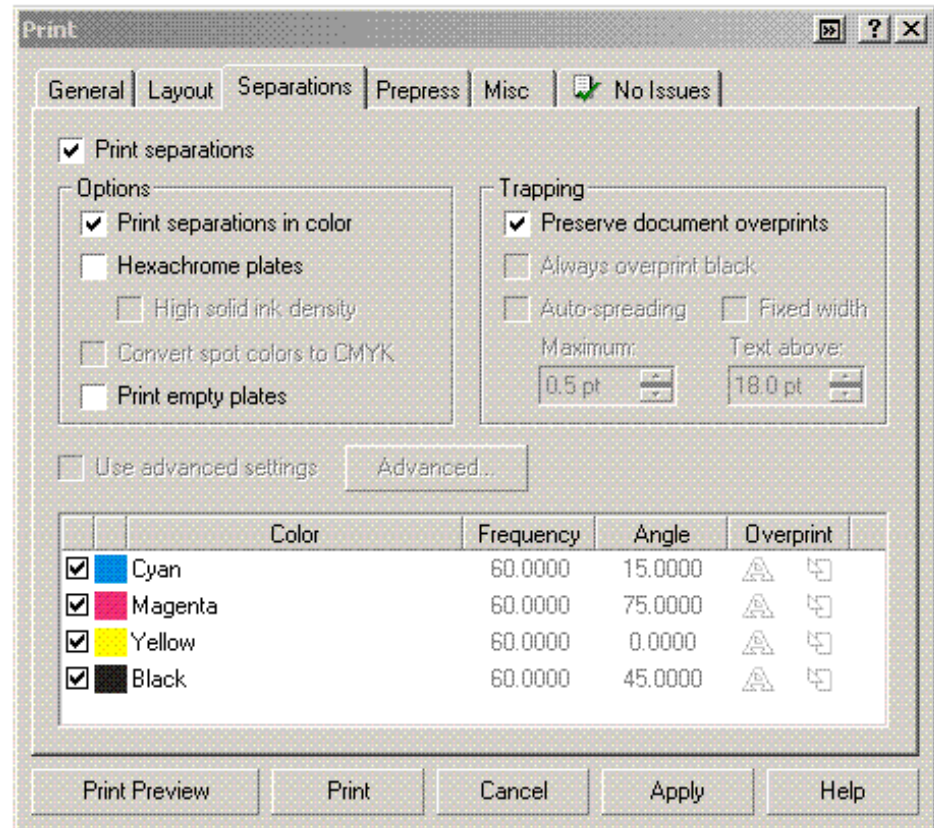 Print
General Layout Separations Prepress Misc No Issues
Print separations
Options
Print separations in color
Hexachrome plates
High solid ink density
Convert spot colors to CMYK
Print empty plates
Trapping
Preserve document overprints
Always overprint black
Auto-spreading Fixed width
Maximum: Text above:
0.5 pt 18.0 pt
Use advanced settings Advanced...
Color Frequency Angle Overprint
Cyan 60.0000 15.0000
Magenta 60.0000 75.0000
Yellow 60.0000 0.0000
Black 60.0000 45.0000
Print Preview Print Cancel Apply Help